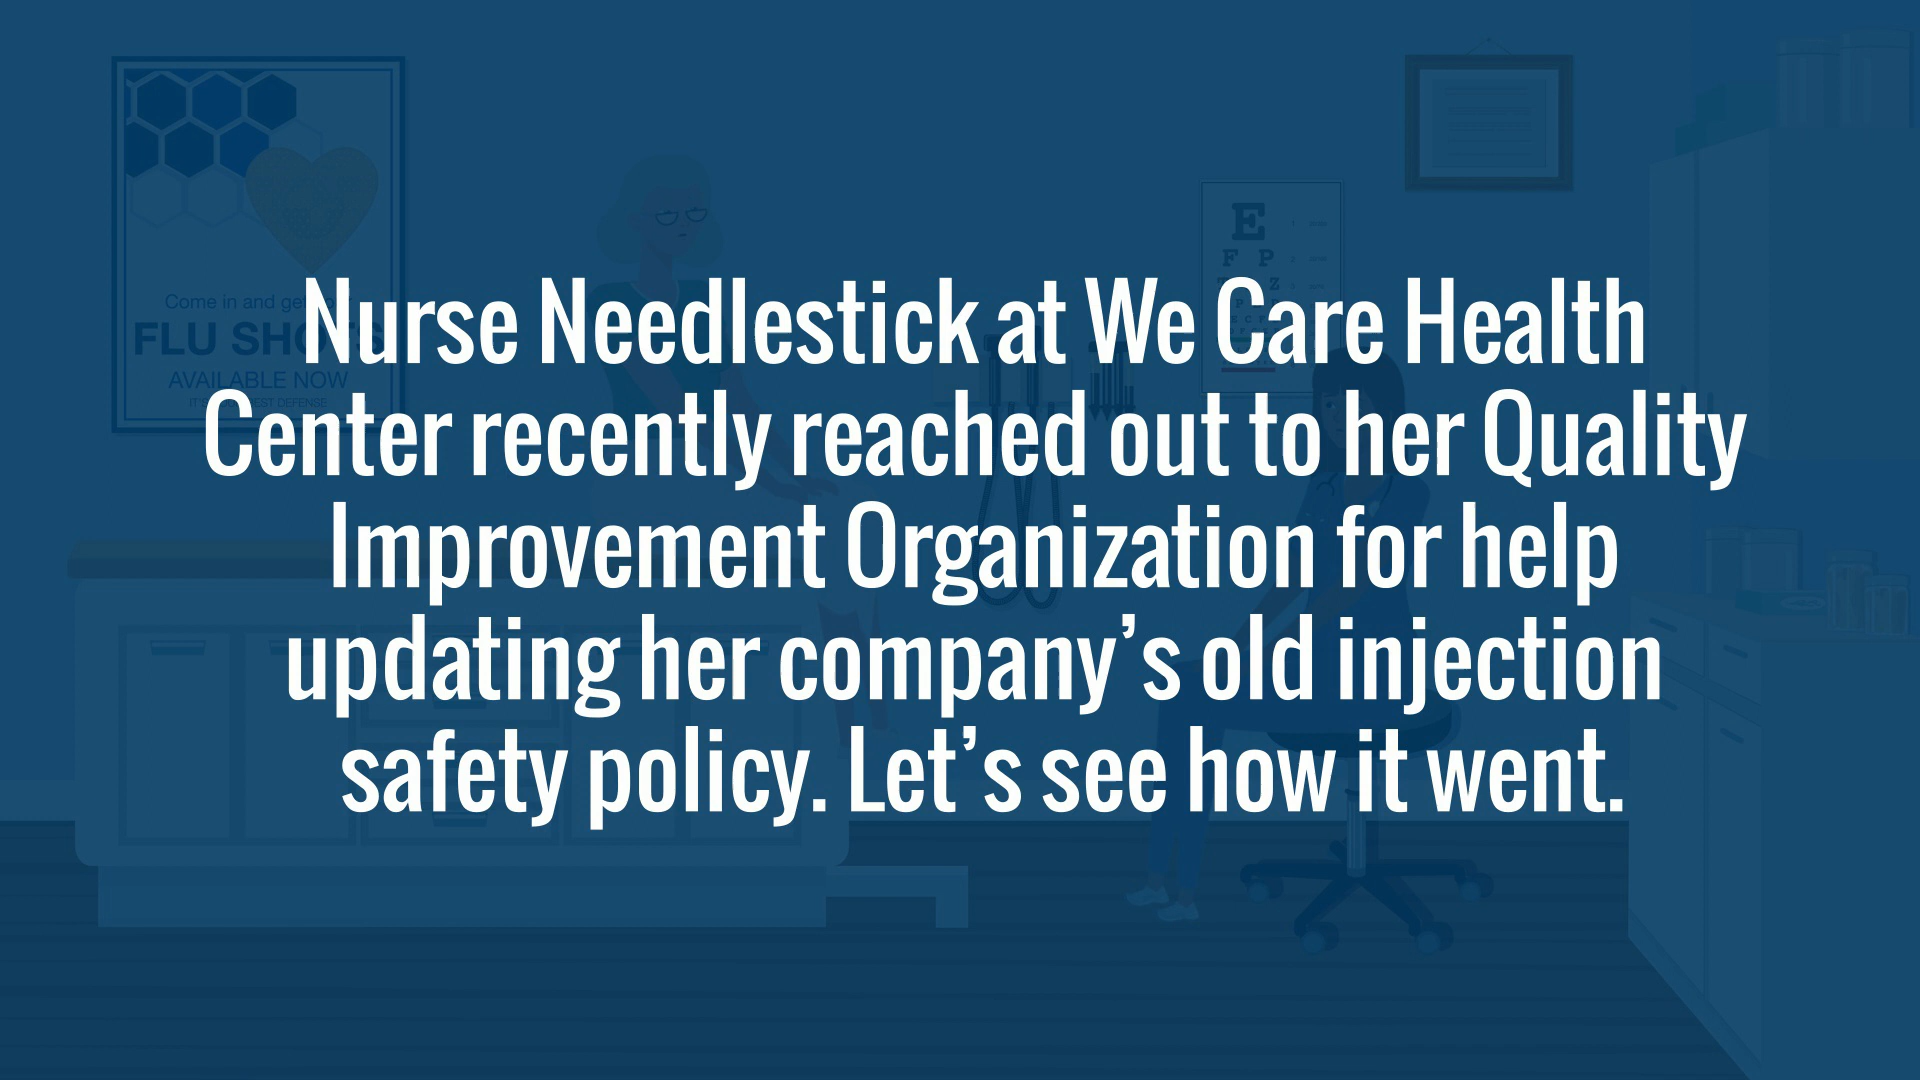 Nurse Needlestick at We Care Health
Center recently reached out to her Quality
Improvement Organization for help
updating her company’s old injection
safety policy. Let’s see how it went.
Come in and get
FLU SHOTS
AVAILABLE NOW
E
F P
Z